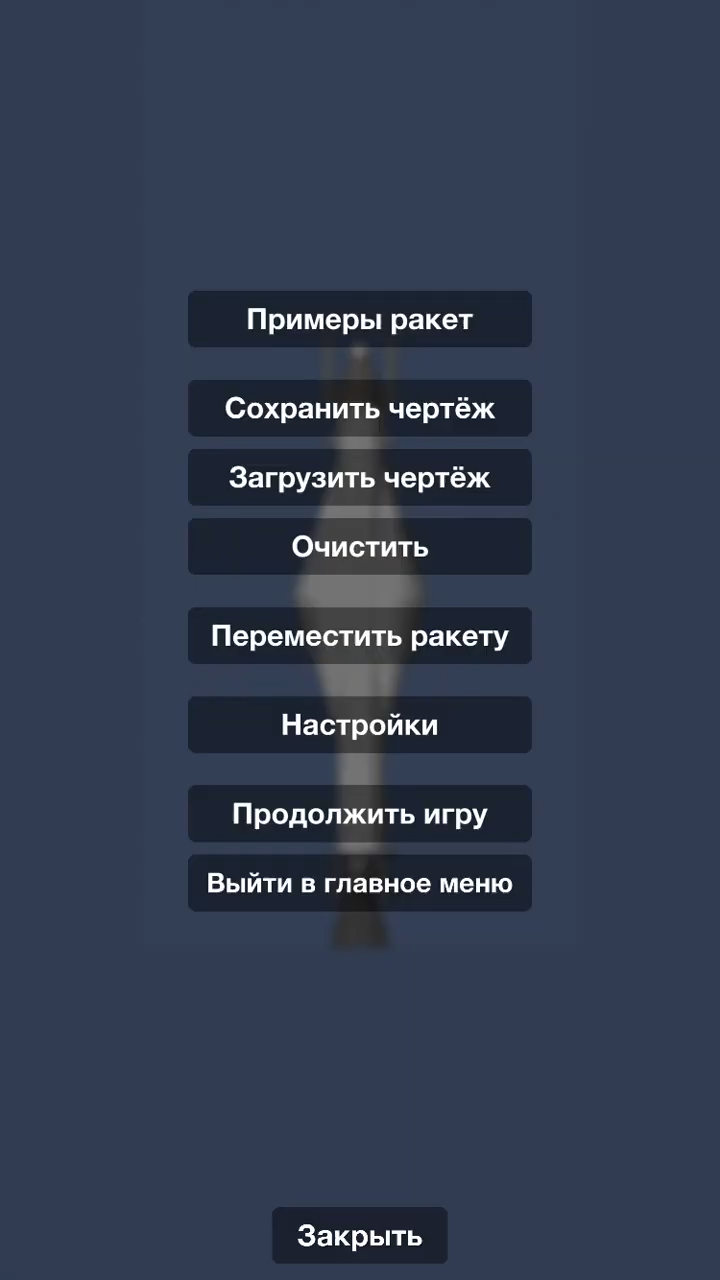 Примеры ракет
Сохранить чертёж
Загрузить чертёж
Очистить
Переместить ракету
Настройки
Продолжить игру
Выйти в главное меню
Закрыть